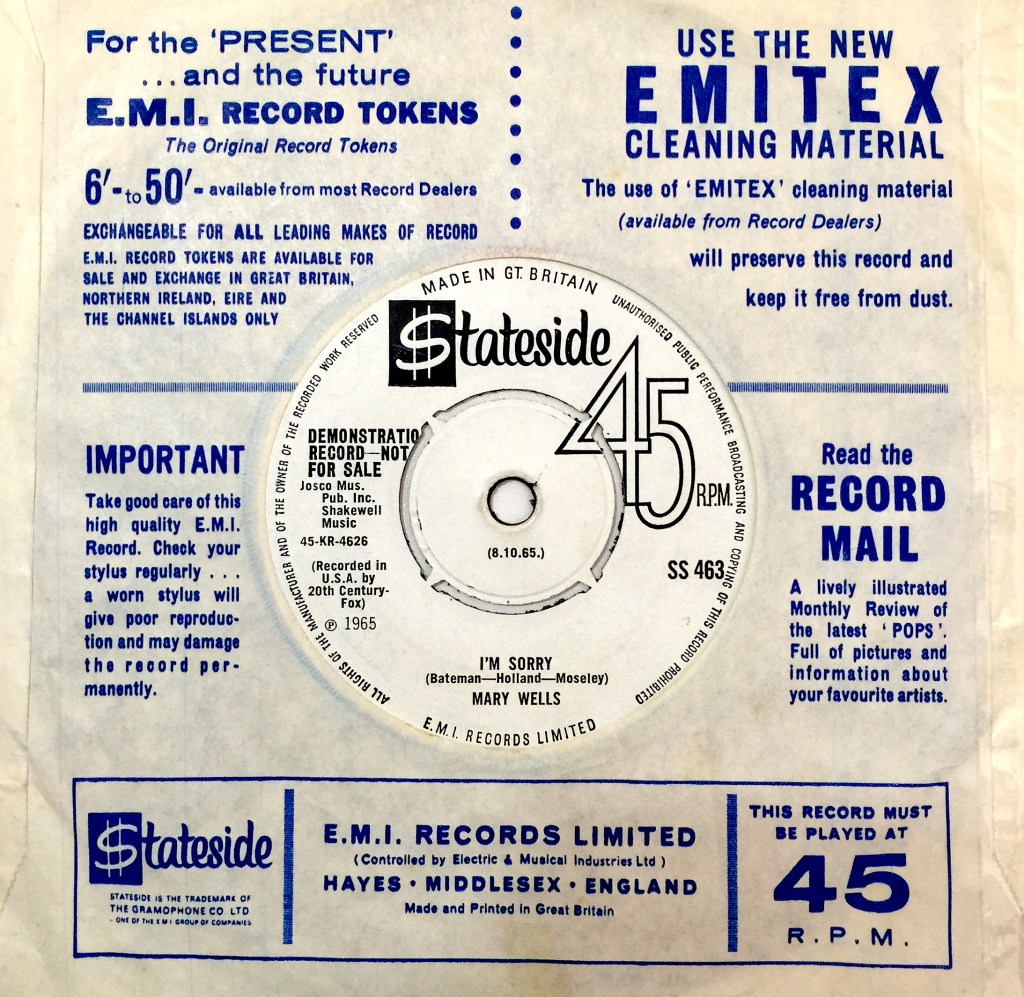 For the 'PRESENT'
...and the future
E.M.I. RECORD TOKENS
The Original Record Tokens
6/- to 50/- available from most Record Dealers
EXCHANGEABLE FOR ALL LEADING MAKES OF RECORD
E.M.I. RECORD TOKENS ARE AVAILABLE FOR
SALE AND EXCHANGE IN GREAT BRITAIN,
NORTHERN IRELAND, EIRE AND
THE CHANNEL ISLANDS ONLY
USE THE NEW
EMITEX
CLEANING MATERIAL
The use of 'EMITEX' cleaning material
(available from Record Dealers)
will preserve this record and
keep it free from dust.
MADE IN GT. BRITAIN
ALL RIGHTS OF THE MANUFACTURER AND OF THE OWNER OF THE RECORDED WORK RESERVED
UNAUTHORISED PUBLIC PERFORMANCE BROADCASTING AND COPYING OF THIS RECORD PROHIBITED
$tateside
45
R.P.M.
DEMONSTRATIO
RECORD—NOT
FOR SALE
Josco Mus.
Pub. Inc.
Shakewell
Music
45-KR-4626
(Recorded in
U.S.A. by
20th Century-
Fox)
℗ 1965
(8.10.65.)
SS 463
I'M SORRY
(Bateman—Holland—Moseley)
MARY WELLS
E.M.I. RECORDS LIMITED
IMPORTANT
Take good care of this
high quality E.M.I.
Record. Check your
stylus regularly . . .
a worn stylus will
give poor reproduc-
tion and may damage
the record per-
manently.
Read the
RECORD
MAIL
A lively illustrated
Monthly Review of
the latest 'POPS'.
Full of pictures and
information about
your favourite artists.
$tateside
STATESIDE IS THE TRADEMARK OF
THE GRAMOPHONE CO LTD
- ONE OF THE E M I GROUP OF COMPANIES
E.M.I. RECORDS LIMITED
(Controlled by Electric & Musical Industries Ltd)
HAYES · MIDDLESEX · ENGLAND
Made and Printed in Great Britain
THIS RECORD MUST
BE PLAYED AT
45
R.P.M.